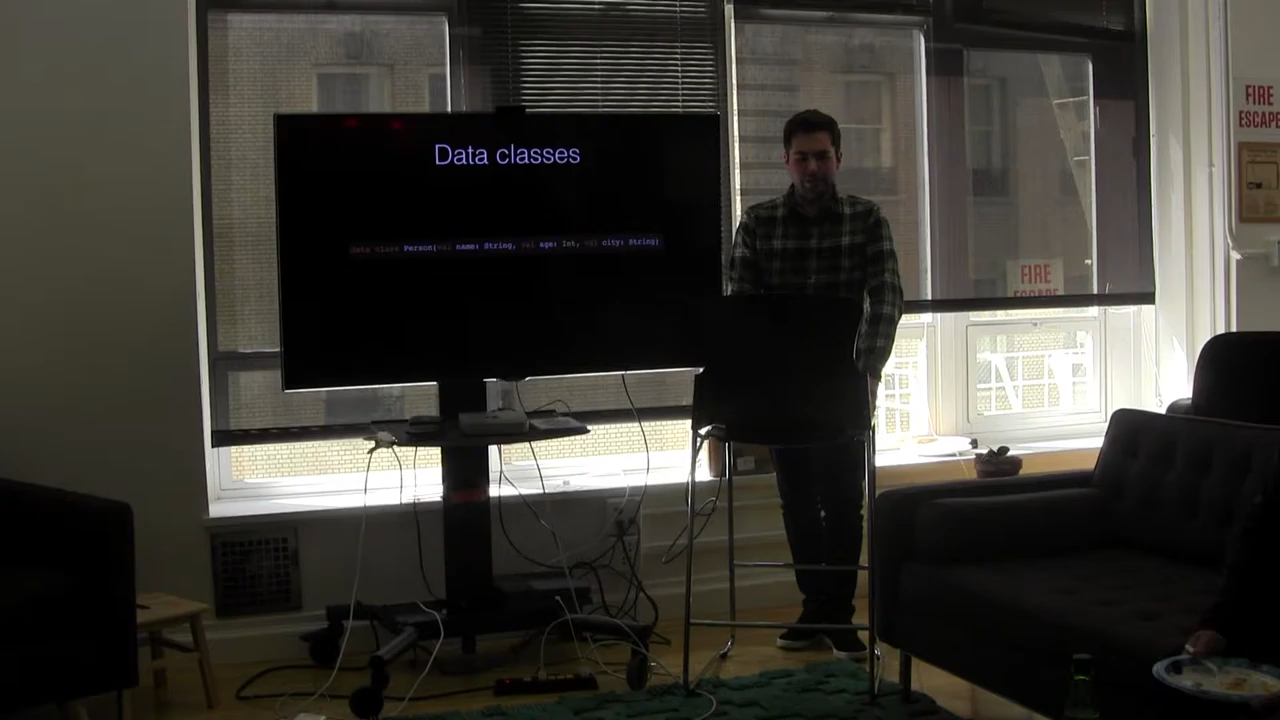 Data classes
data class Person(val name: String, val age: Int, val city: String)
FIRE
ESCAPE
FIRE
ESCAPE